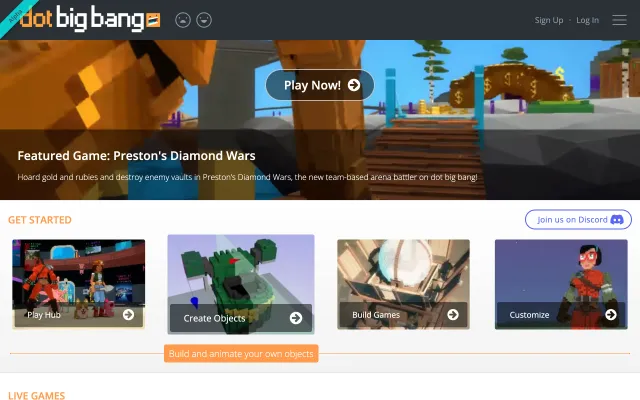 Alpha
dot big bang
Sign Up · Log In
Play Now!
Featured Game: Preston's Diamond Wars
Hoard gold and rubies and destroy enemy vaults in Preston's Diamond Wars, the new team-based arena battler on dot big bang!
GET STARTED
Join us on Discord
Play Hub
Create Objects
Build Games
Customize
Build and animate your own objects
LIVE GAMES